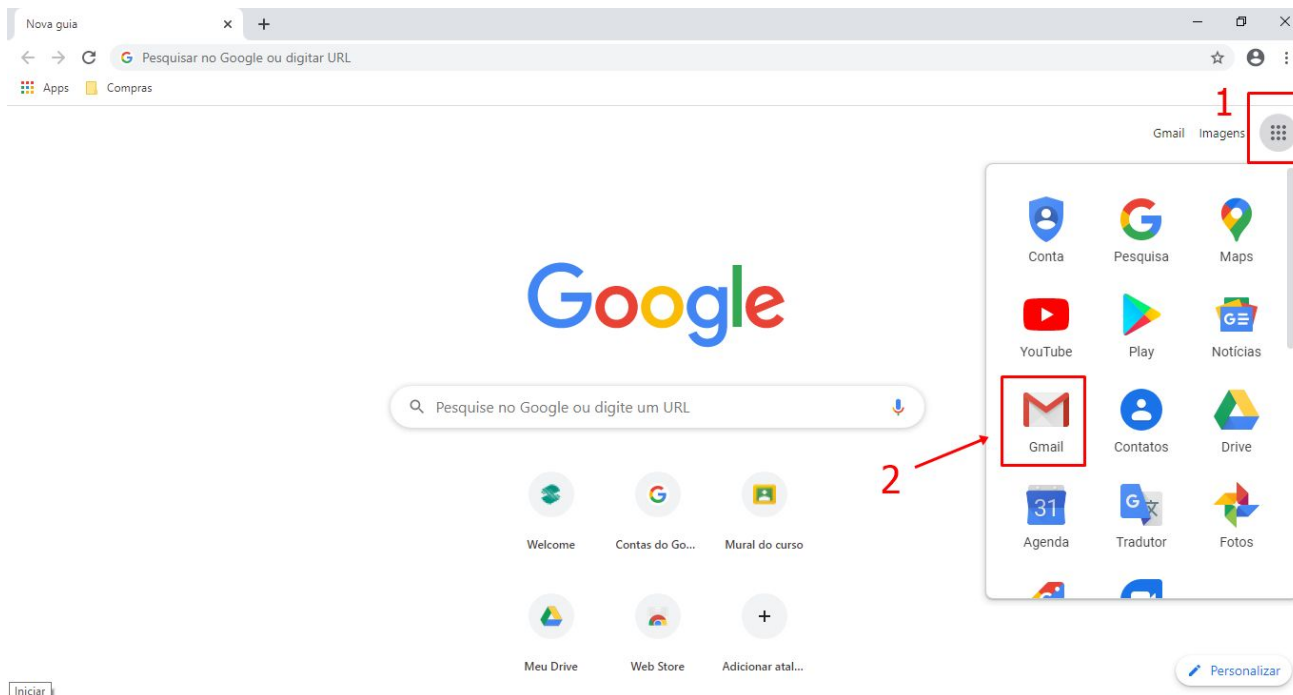 Nova guia
Pesquisar no Google ou digitar URL
Apps Compras
1
Gmail Imagens
Conta Pesquisa Maps
Google
YouTube Play Notícias
Pesquise no Google ou digite um URL
Gmail Contatos Drive
2
31
Agenda Tradutor Fotos
Welcome Contas do Go... Mural do curso
Meu Drive Web Store Adicionar atal...
Personalizar
Iniciar